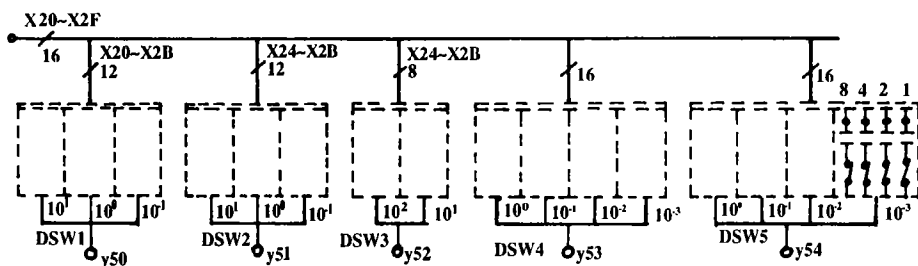 X20~X2F
16
X20~X2B
12
X24~X2B
12
X24~X2B
8
16
16
8 4 2 1
10¹ 10⁰ 10⁻¹
10¹ 10⁰ 10⁻¹
10² 10¹
10⁰ 10⁻¹ 10⁻² 10⁻³
10⁰ 10⁻¹ 10⁻² 10⁻³
DSW1 DSW2 DSW3 DSW4 DSW5
y50 y51 y52 y53 y54